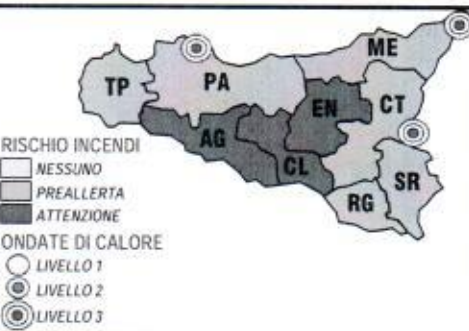 ME
TP
PA
EN
CT
AG
CL
SR
RG
RISCHIO INCENDI
NESSUNO
PREALLERTA
ATTENZIONE
ONDATE DI CALORE
LIVELLO 1
LIVELLO 2
LIVELLO 3